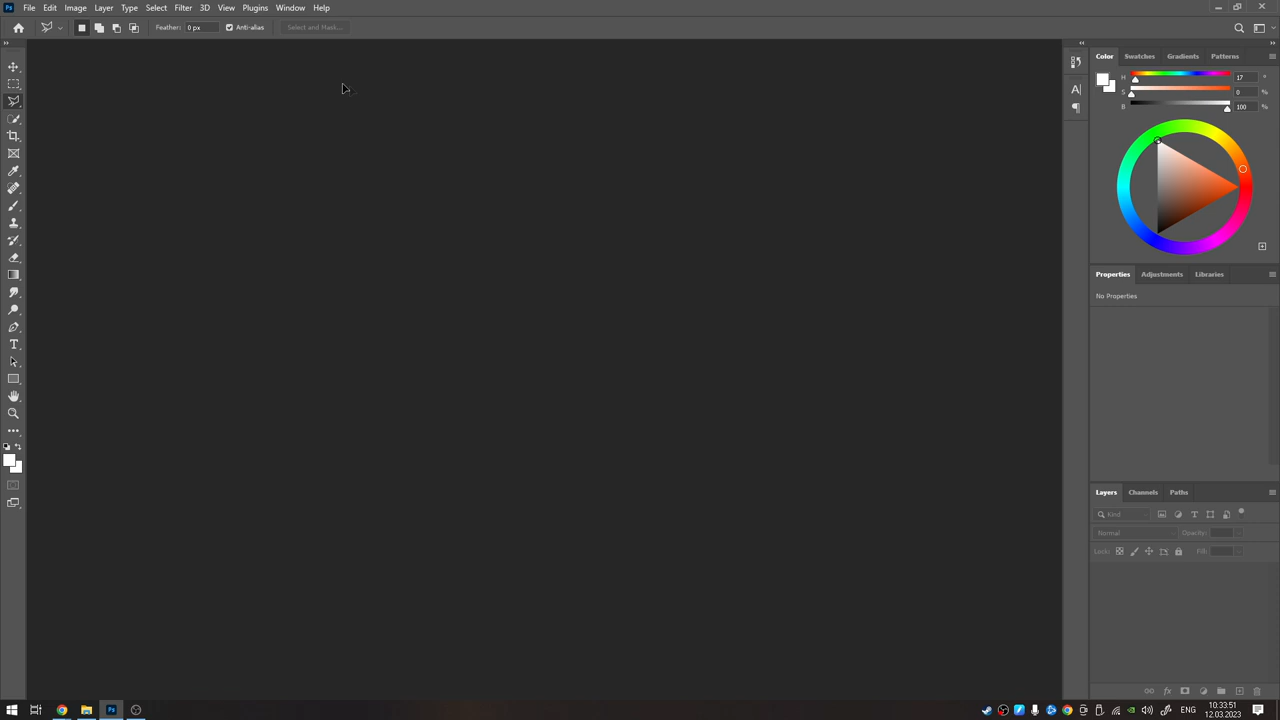 Ps File Edit Image Layer Type Select Filter 3D View Plugins Window Help
Feather: 0 px Anti-alias Select and Mask...
Color Swatches Gradients Patterns
H 17 °
S 0 %
B 100 %
Properties Adjustments Libraries
No Properties
Layers Channels Paths
Kind
Normal Opacity:
Lock: Fill:
Ps ENG 10:33:51 12.03.2023